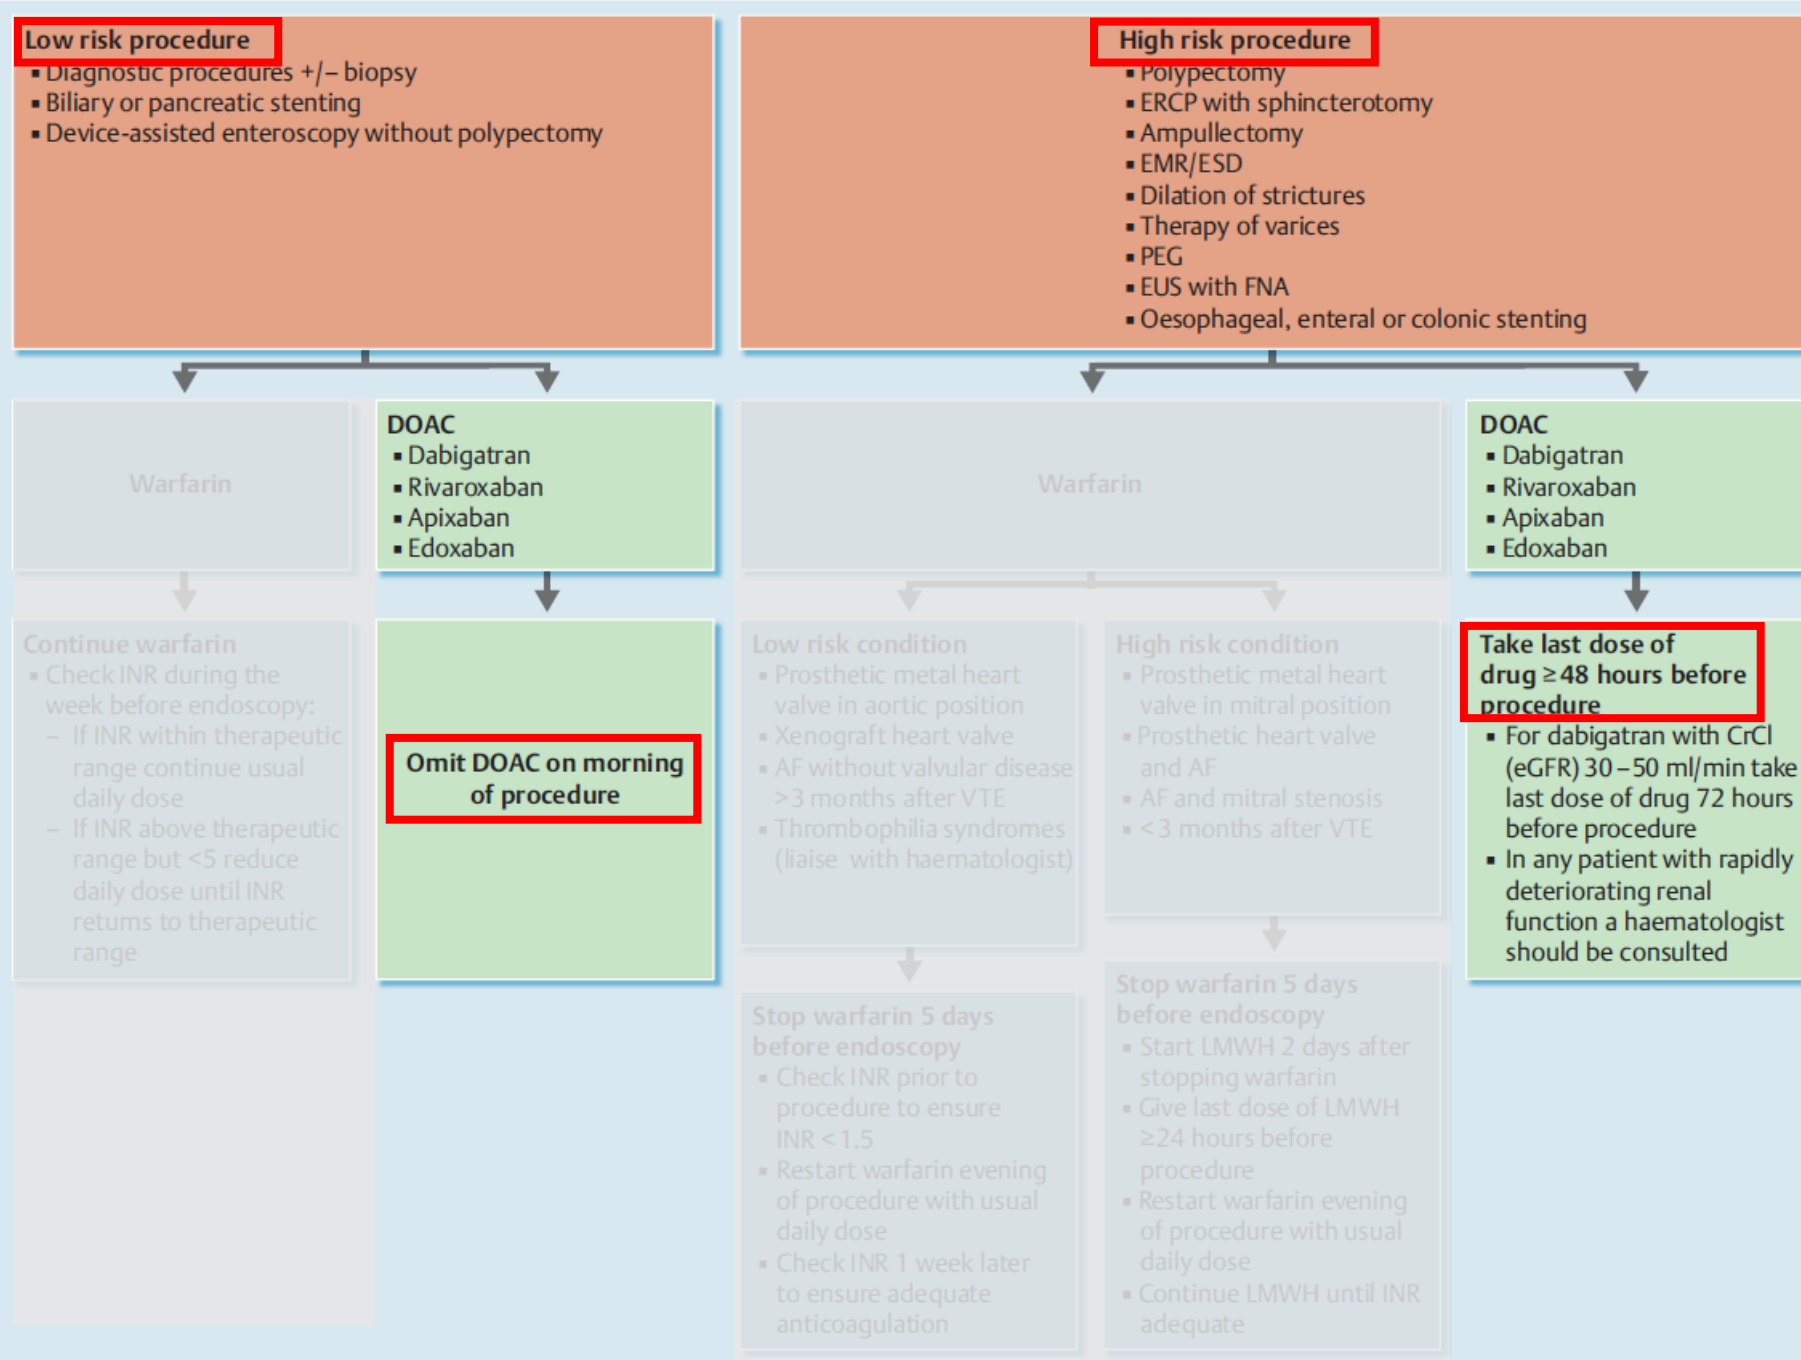 Low risk procedure
▪ Diagnostic procedures +/− biopsy
▪ Biliary or pancreatic stenting
▪ Device-assisted enteroscopy without polypectomy
High risk procedure
▪ Polypectomy
▪ ERCP with sphincterotomy
▪ Ampullectomy
▪ EMR/ESD
▪ Dilation of strictures
▪ Therapy of varices
▪ PEG
▪ EUS with FNA
▪ Oesophageal, enteral or colonic stenting
Warfarin
DOAC
▪ Dabigatran
▪ Rivaroxaban
▪ Apixaban
▪ Edoxaban
Warfarin
DOAC
▪ Dabigatran
▪ Rivaroxaban
▪ Apixaban
▪ Edoxaban
Continue warfarin
▪ Check INR during the
week before endoscopy:
– If INR within therapeutic
range continue usual
daily dose
– If INR above therapeutic
range but <5 reduce
daily dose until INR
returns to therapeutic
range
Omit DOAC on morning
of procedure
Low risk condition
▪ Prosthetic metal heart
valve in aortic position
▪ Xenograft heart valve
▪ AF without valvular disease
>3 months after VTE
▪ Thrombophilia syndromes
(liaise with haematologist)
Stop warfarin 5 days
before endoscopy
▪ Check INR prior to
procedure to ensure
INR <1.5
▪ Restart warfarin evening
of procedure with usual
daily dose
▪ Check INR 1 week later
to ensure adequate
anticoagulation
High risk condition
▪ Prosthetic metal heart
valve in mitral position
▪ Prosthetic heart valve
and AF
▪ AF and mitral stenosis
▪ <3 months after VTE
Stop warfarin 5 days
before endoscopy
▪ Start LMWH 2 days after
stopping warfarin
▪ Give last dose of LMWH
≥24 hours before
procedure
▪ Restart warfarin evening
of procedure with usual
daily dose
▪ Continue LMWH until INR
adequate
Take last dose of
drug ≥48 hours before
procedure
▪ For dabigatran with CrCl
(eGFR) 30–50 ml/min take
last dose of drug 72 hours
before procedure
▪ In any patient with rapidly
deteriorating renal
function a haematologist
should be consulted